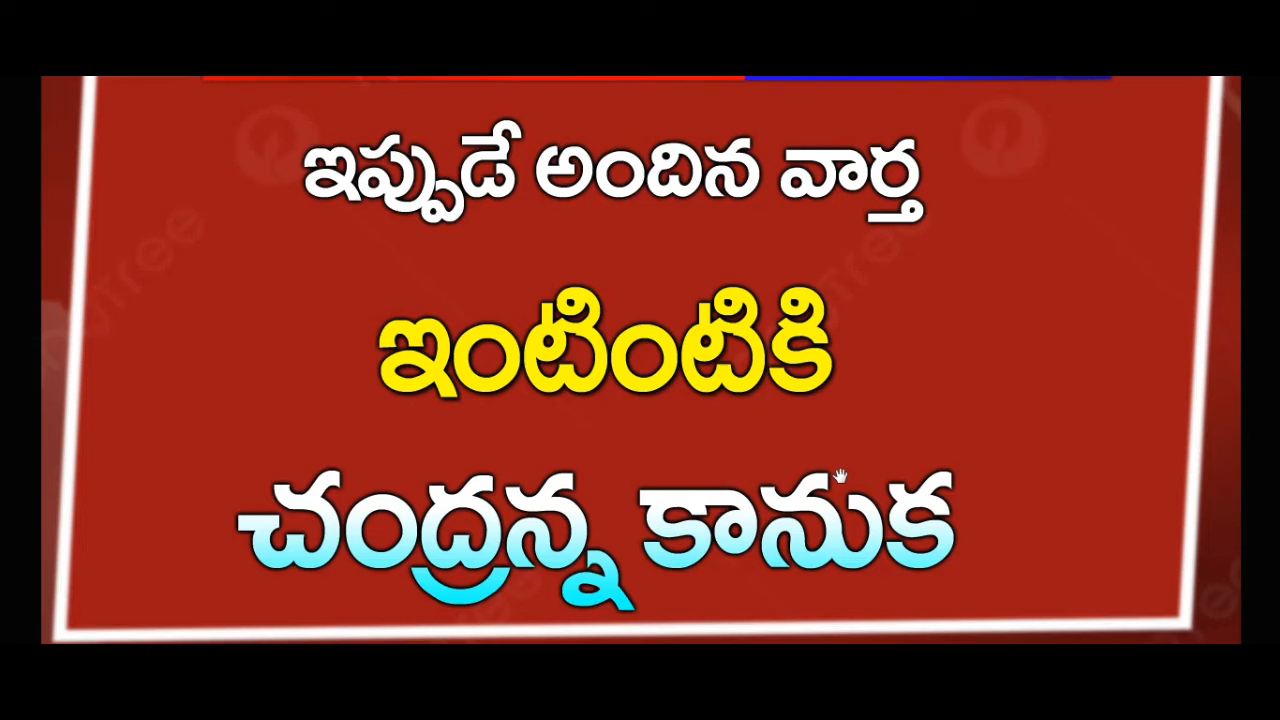 ఇప్పుడే అందిన వార్త
ఇంటింటికి
చంద్రన్న కానుక